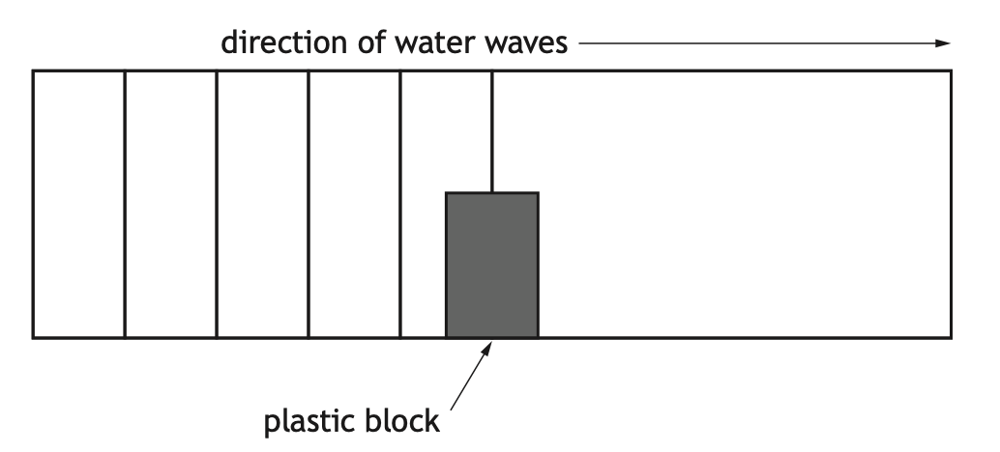 direction of water waves
plastic block